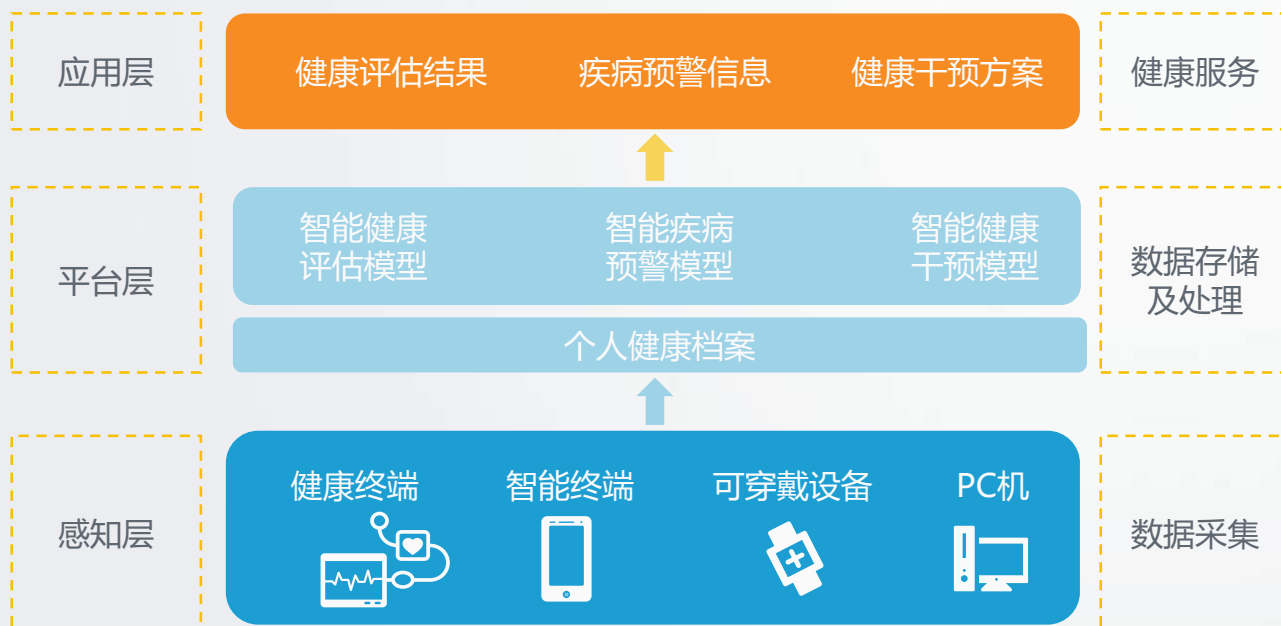 应用层
健康评估结果
疾病预警信息
健康干预方案
健康服务
平台层
智能健康
评估模型
智能疾病
预警模型
智能健康
干预模型
个人健康档案
数据存储
及处理
感知层
健康终端
智能终端
可穿戴设备
PC机
数据采集